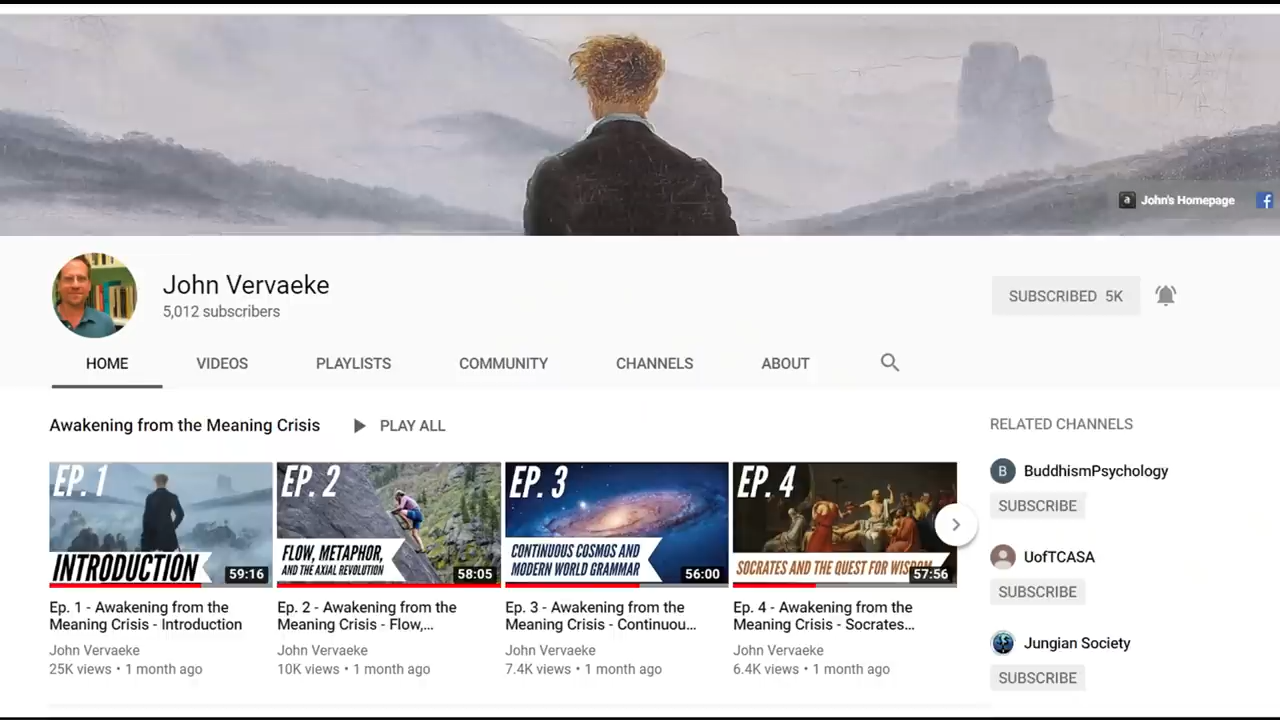 a John's Homepage
John Vervaeke
5,012 subscribers
SUBSCRIBED 5K
HOME VIDEOS PLAYLISTS COMMUNITY CHANNELS ABOUT
Awakening from the Meaning Crisis PLAY ALL
EP. 1
INTRODUCTION
59:16
Ep. 1 - Awakening from the
Meaning Crisis - Introduction
John Vervaeke
25K views • 1 month ago
EP. 2
FLOW, METAPHOR,
AND THE AXIAL REVOLUTION
58:05
Ep. 2 - Awakening from the
Meaning Crisis - Flow,...
John Vervaeke
10K views • 1 month ago
EP. 3
CONTINUOUS COSMOS AND
MODERN WORLD GRAMMAR
56:00
Ep. 3 - Awakening from the
Meaning Crisis - Continuou...
John Vervaeke
7.4K views • 1 month ago
EP. 4
SOCRATES AND THE QUEST FOR WISDOM
57:56
Ep. 4 - Awakening from the
Meaning Crisis - Socrates...
John Vervaeke
6.4K views • 1 month ago
RELATED CHANNELS
B BuddhismPsychology
SUBSCRIBE
UofTCASA
SUBSCRIBE
Jungian Society
SUBSCRIBE